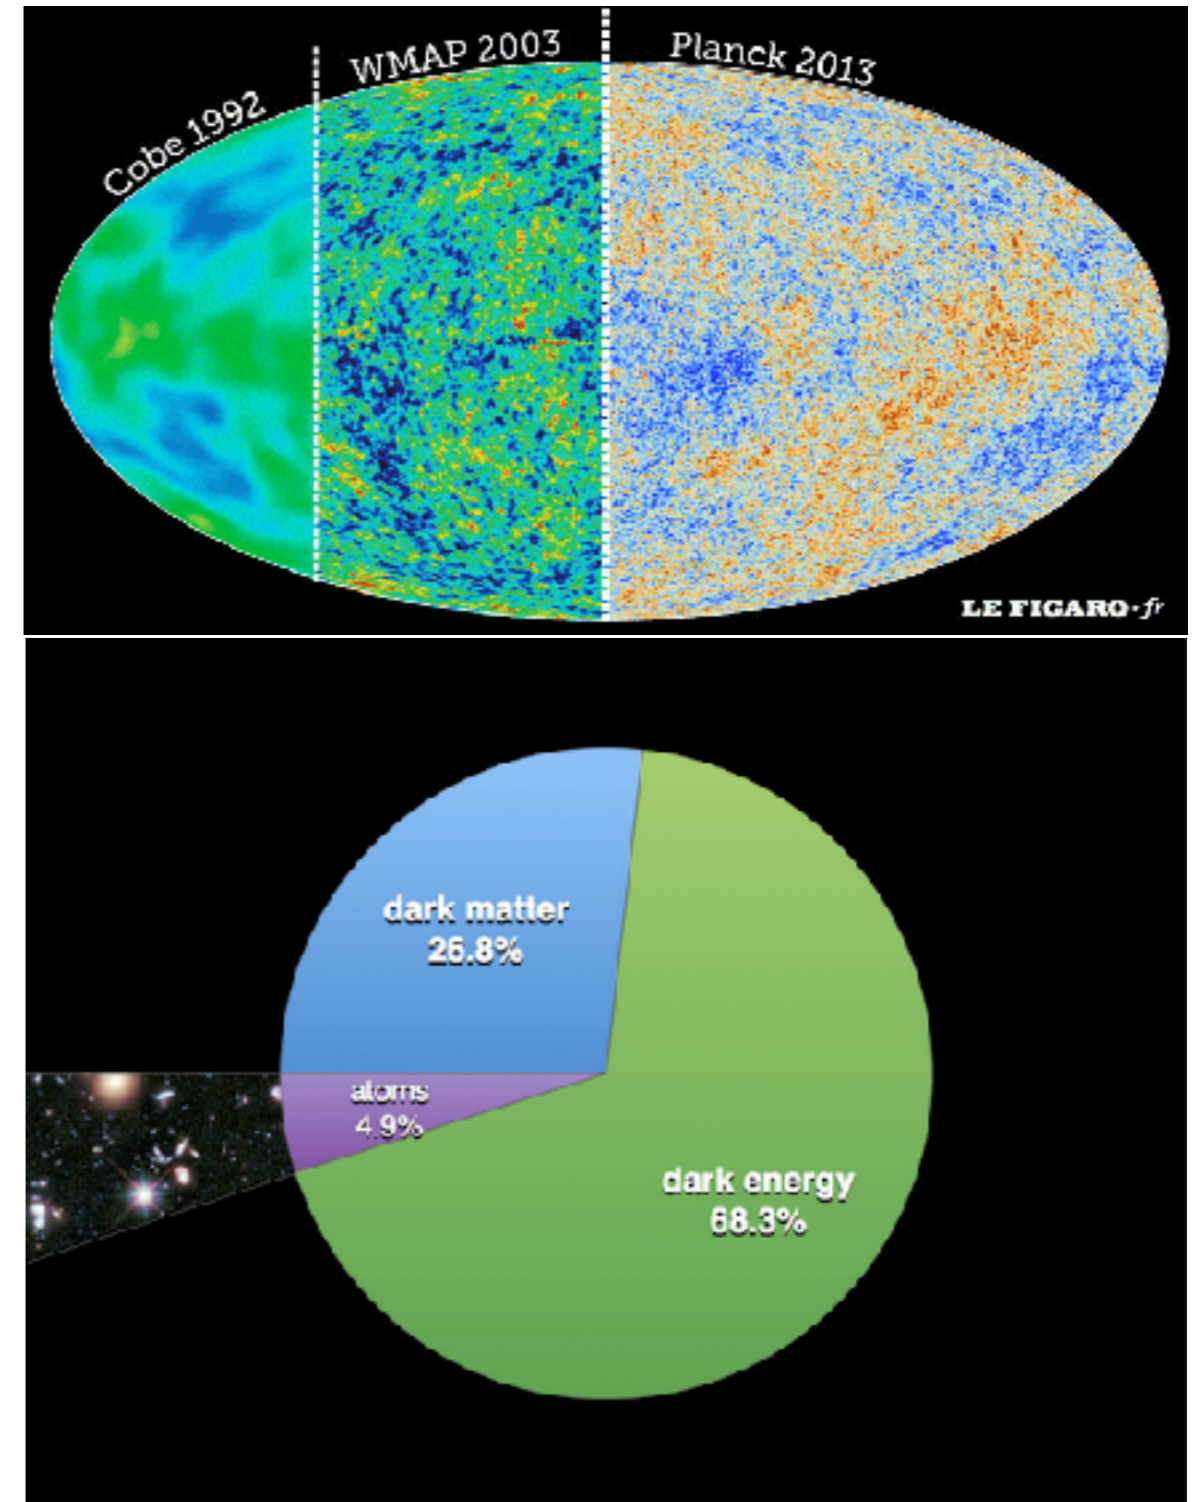 Cobe 1992
WMAP 2003
Planck 2013
LE FIGARO·fr
dark matter
26.8%
atoms
4.9%
dark energy
68.3%